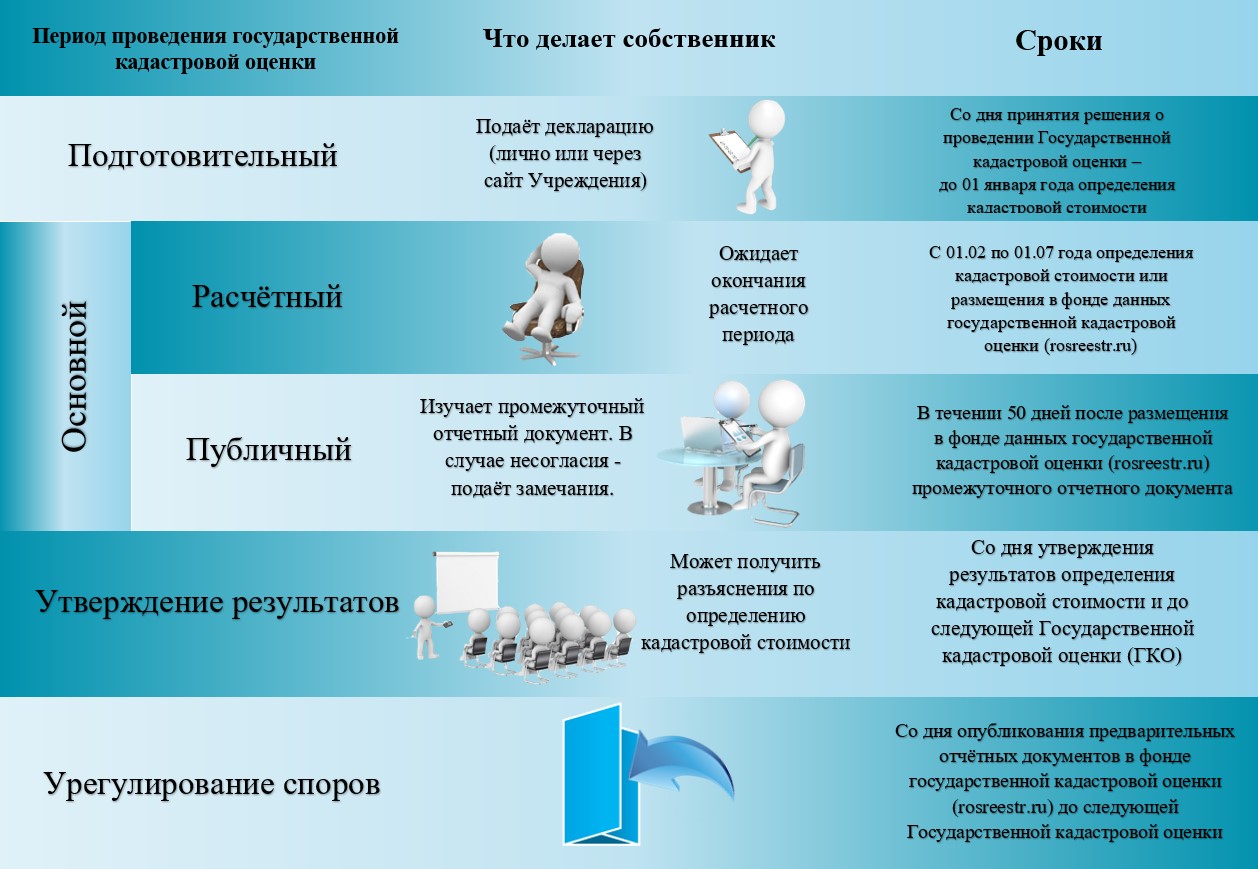 Период проведения государственной
кадастровой оценки
Что делает собственник
Сроки
Подготовительный
Подаёт декларацию
(лично или через
сайт Учреждения)
Со дня принятия решения о
проведении Государственной
кадастровой оценки –
до 01 января года определения
кадастровой стоимости
Основной
Расчётный
Ожидает
окончания
расчетного
периода
С 01.02 по 01.07 года определения
кадастровой стоимости или
размещения в фонде данных
государственной кадастровой
оценки (rosreestr.ru)
Публичный
Изучает промежуточный
отчетный документ. В
случае несогласия -
подаёт замечания.
В течении 50 дней после размещения
в фонде данных государственной
кадастровой оценки (rosreestr.ru)
промежуточного отчетного документа
Утверждение результатов
Может получить
разъяснения по
определению
кадастровой стоимости
Со дня утверждения
результатов определения
кадастровой стоимости и до
следующей Государственной
кадастровой оценки (ГКО)
Урегулирование споров
Со дня опубликования предварительных
отчётных документов в фонде
государственной кадастровой оценки
(rosreestr.ru) до следующей
Государственной кадастровой оценки